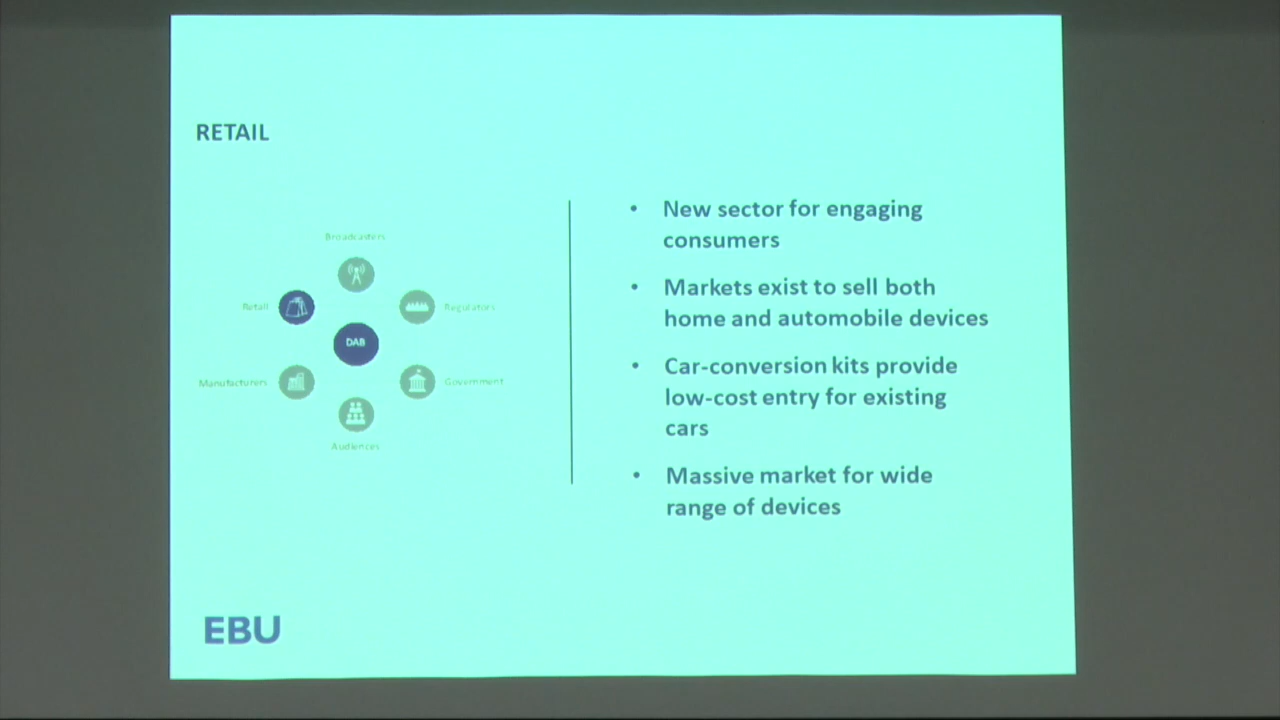 RETAIL
Broadcasters
Retail
Regulators
DAB
Manufacturers
Government
Audiences
• New sector for engaging
consumers
• Markets exist to sell both
home and automobile devices
• Car-conversion kits provide
low-cost entry for existing
cars
• Massive market for wide
range of devices
EBU